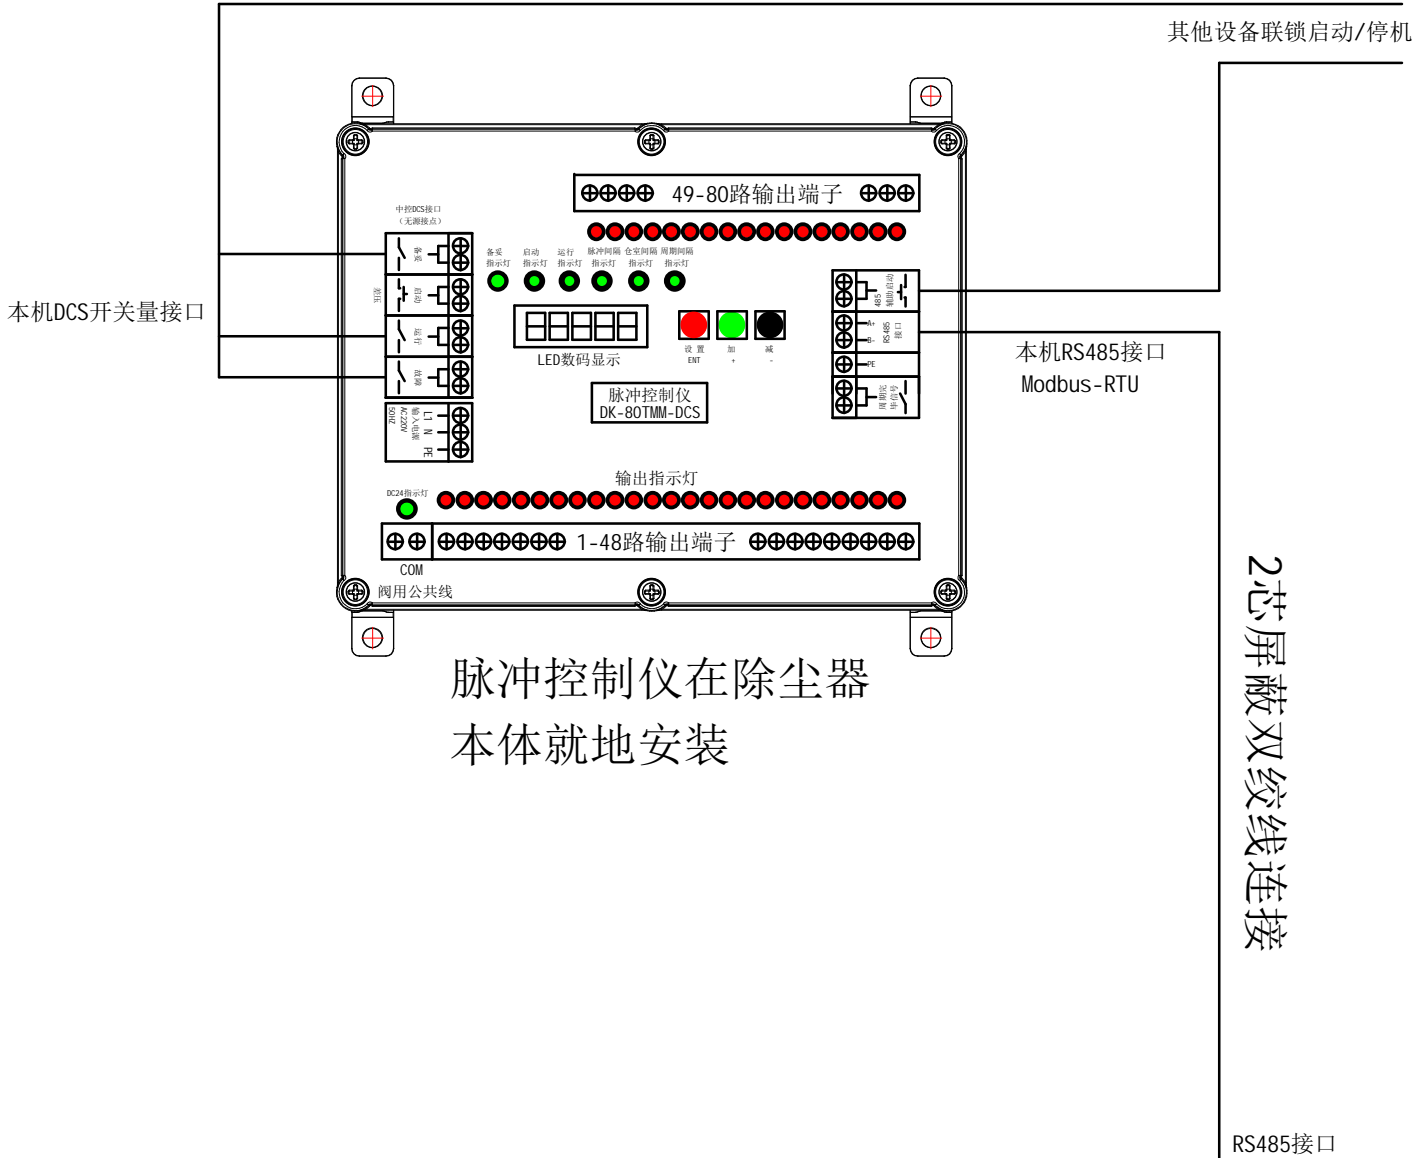 其他设备联锁启动/停机
49-80路输出端子
中控DCS接口
（无源接点）
备妥
启动
差压
运行
故障
L1
N
PE
输入电源
AC220V
50HZ
备妥
指示灯
启动
指示灯
运行
指示灯
脉冲间隔
指示灯
仓室间隔
指示灯
周期间隔
指示灯
LED数码显示
设 置
ENT
加
+
减
-
脉冲控制仪
DK-80TMM-DCS
485
辅助启动
A+
B-
RS485
接口
PE
周期完
毕信号
本机DCS开关量接口
本机RS485接口
Modbus-RTU
输出指示灯
DC24指示灯
1-48路输出端子
COM
阀用公共线
脉冲控制仪在除尘器
本体就地安装
2芯屏蔽双绞线连接
RS485接口